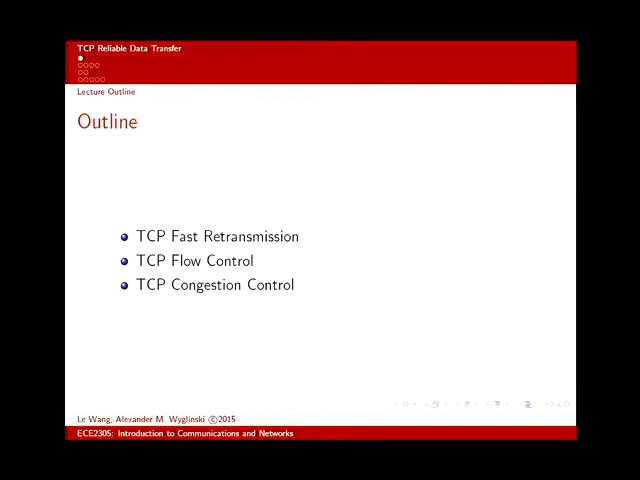 TCP Reliable Data Transfer
Lecture Outline
Outline
TCP Fast Retransmission
TCP Flow Control
TCP Congestion Control
Le Wang, Alexander M. Wyglinski ©2015
ECE2305: Introduction to Communications and Networks